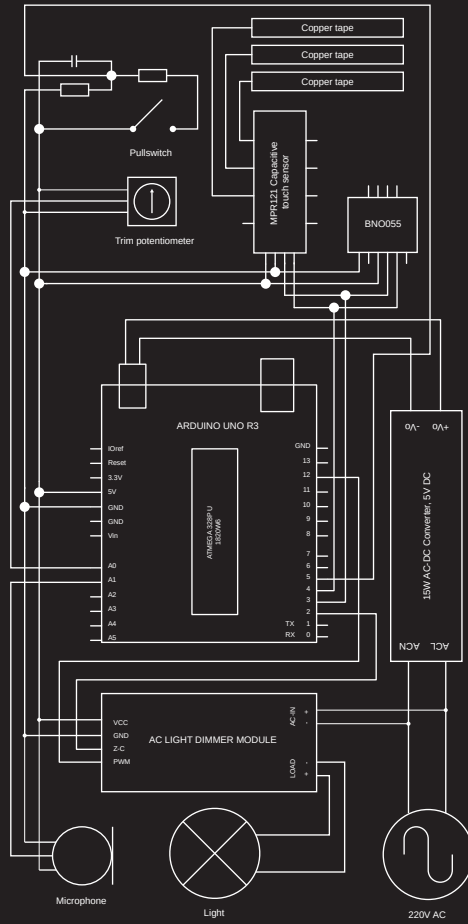 Copper tape
Copper tape
Copper tape
Pullswitch
MPR121 Capacitive
touch sensor
BNO055
Trim potentiometer
-Vo
+Vo
ARDUINO UNO R3
15W AC-DC Converter, 5V DC
ACN
ACL
IOref
Reset
3.3V
5V
GND
GND
Vin
A0
A1
A2
A3
A4
A5
ATMEGA 328P U
1820W6
GND
13
12
11
10
9
8
7
6
5
4
3
2
TX 1
RX 0
VCC
GND
Z-C
PWM
AC LIGHT DIMMER MODULE
AC-IN
+
-
LOAD
-
+
Microphone
Light
220V AC